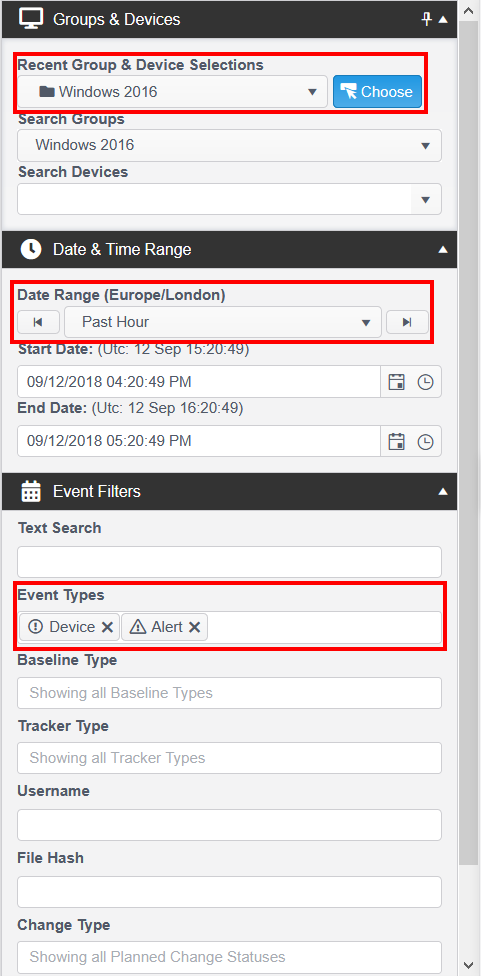 Groups & Devices
Recent Group & Device Selections
Windows 2016
Choose
Search Groups
Windows 2016
Search Devices
Date & Time Range
Date Range (Europe/London)
Past Hour
Start Date: (Utc: 12 Sep 15:20:49)
09/12/2018 04:20:49 PM
End Date: (Utc: 12 Sep 16:20:49)
09/12/2018 05:20:49 PM
Event Filters
Text Search
Event Types
Device Alert
Baseline Type
Showing all Baseline Types
Tracker Type
Showing all Tracker Types
Username
File Hash
Change Type
Showing all Planned Change Statuses